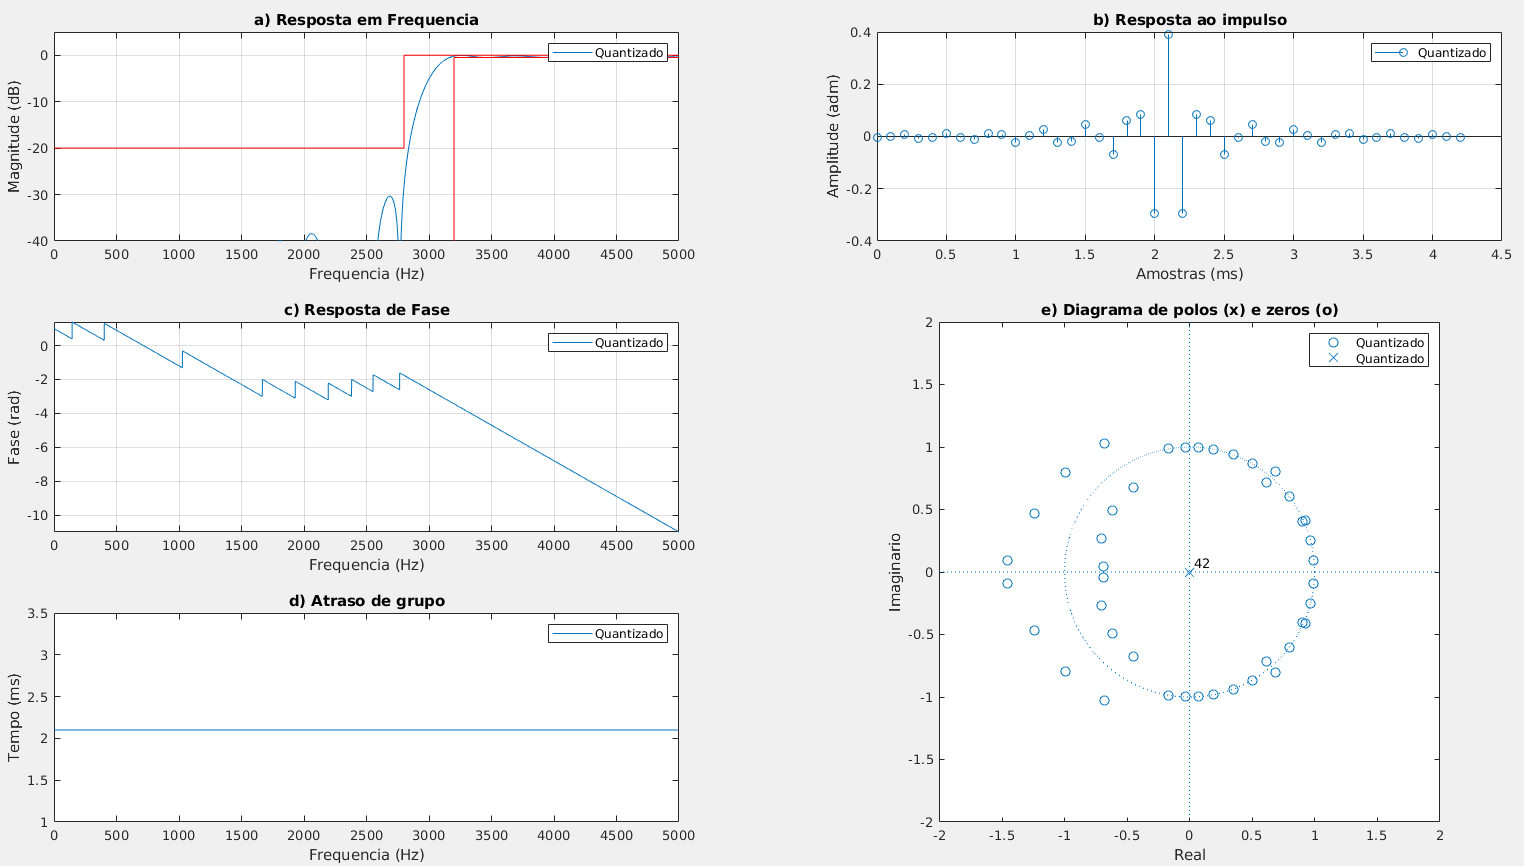 a) Resposta em Frequencia
Quantizado
Magnitude (dB)
0
-10
-20
-30
-40
0 500 1000 1500 2000 2500 3000 3500 4000 4500 5000
Frequencia (Hz)
b) Resposta ao impulso
Quantizado
Amplitude (adm)
0.4
0.2
0
-0.2
-0.4
0 0.5 1 1.5 2 2.5 3 3.5 4 4.5
Amostras (ms)
c) Resposta de Fase
Quantizado
Fase (rad)
0
-2
-4
-6
-8
-10
0 500 1000 1500 2000 2500 3000 3500 4000 4500 5000
Frequencia (Hz)
d) Atraso de grupo
Quantizado
Tempo (ms)
3.5
3
2.5
2
1.5
1
0 500 1000 1500 2000 2500 3000 3500 4000 4500 5000
Frequencia (Hz)
e) Diagrama de polos (x) e zeros (o)
Quantizado
Quantizado
Imaginario
2
1.5
1
0.5
0
-0.5
-1
-1.5
-2
42
-2 -1.5 -1 -0.5 0 0.5 1 1.5 2
Real